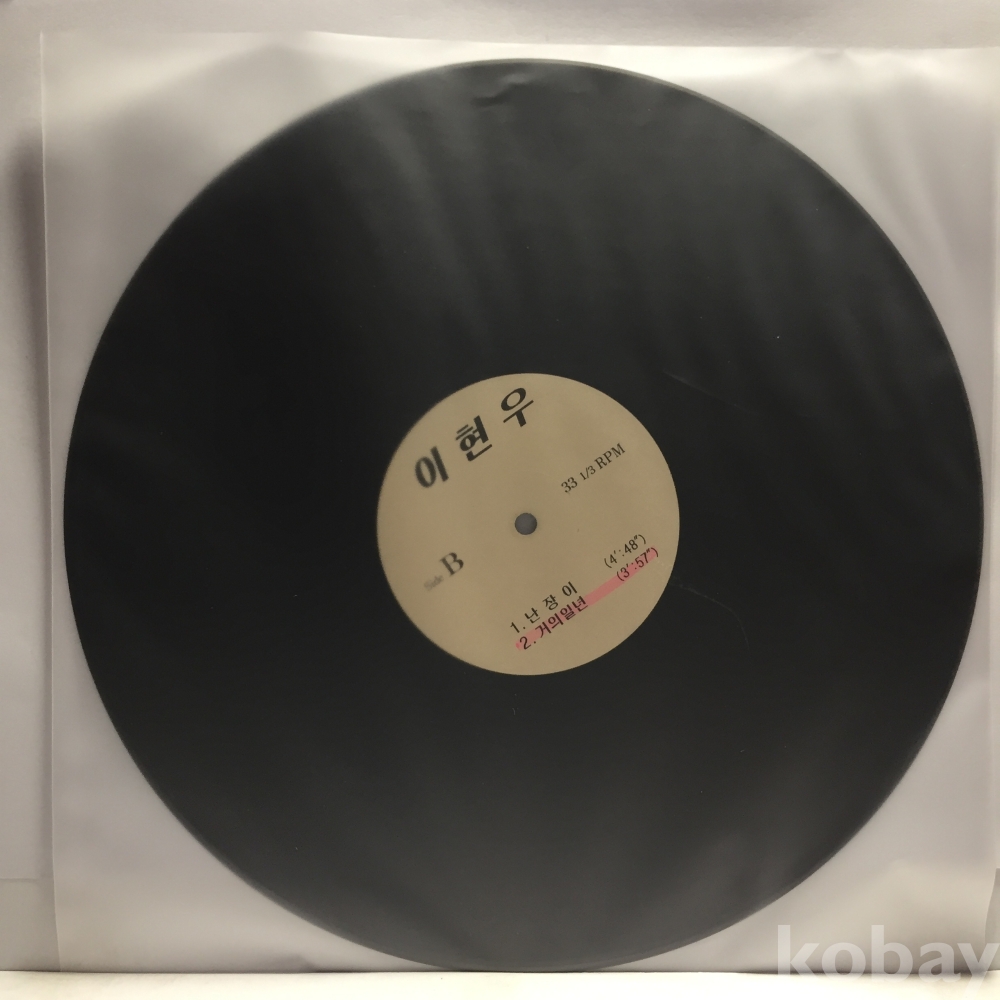 이현우
33 1/3 RPM
Side B
1. 난 장 이 (4':48")
2. 거의일년 (3':57")
kobay